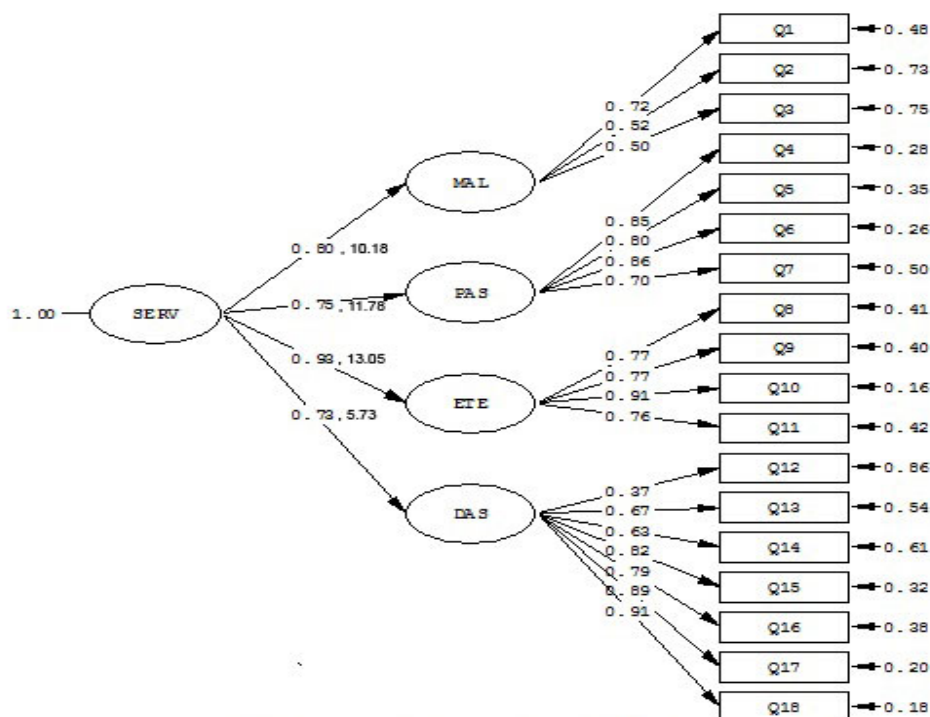 Q1 0.48
Q2 0.73
Q3 0.75
Q4 0.28
Q5 0.35
Q6 0.26
Q7 0.50
Q8 0.41
Q9 0.40
Q10 0.16
Q11 0.42
Q12 0.86
Q13 0.54
Q14 0.61
Q15 0.32
Q16 0.38
Q17 0.20
Q18 0.18
0.72
0.52
0.50
MAL
0.85
0.80
0.86
0.70
PAS
0.77
0.77
0.91
0.76
ETE
0.37
0.67
0.63
0.82
0.79
0.89
0.91
DAS
0.80, 10.18
0.75, 11.78
0.93, 13.05
0.73, 5.73
1.00 SERV